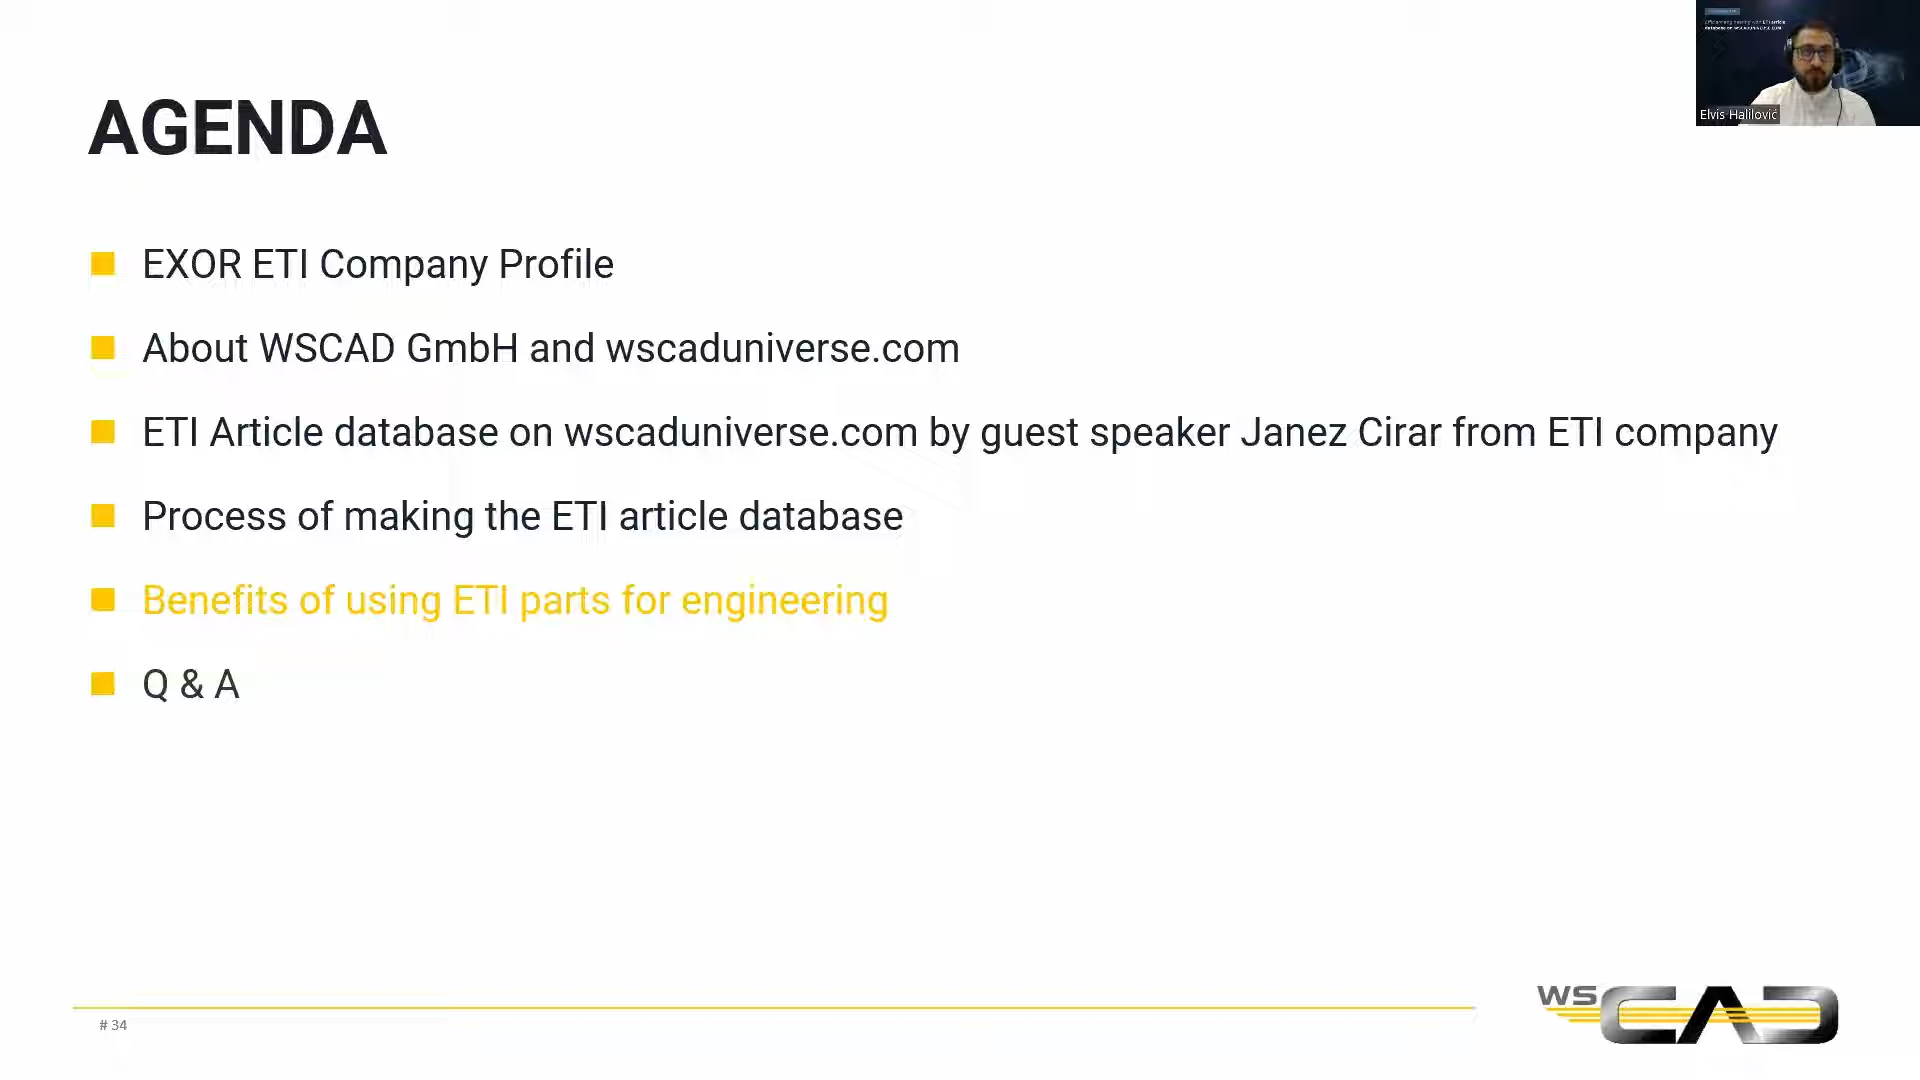 AGENDA
EXOR ETI Company Profile
About WSCAD GmbH and wscaduniverse.com
ETI Article database on wscaduniverse.com by guest speaker Janez Cirar from ETI company
Process of making the ETI article database
Benefits of using ETI parts for engineering
Q & A
Elvis Halilović
# 34
WS CAD